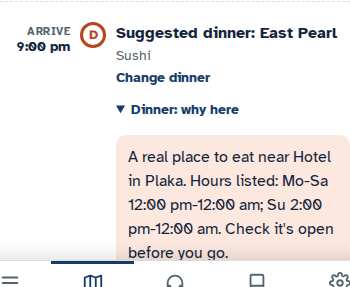 ARRIVE
9:00 pm
D
Suggested dinner: East Pearl
Sushi
Change dinner
▼ Dinner: why here
A real place to eat near Hotel
in Plaka. Hours listed: Mo-Sa
12:00 pm-12:00 am; Su 2:00
pm-12:00 am. Check it's open
before you go.